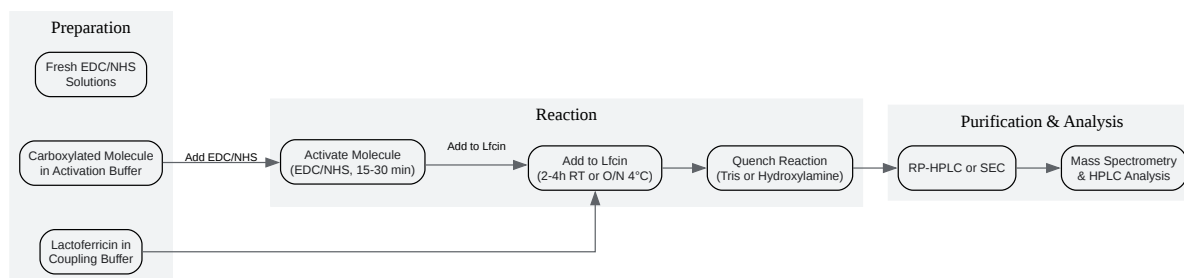 Preparation
Fresh EDC/NHS
Solutions
Carboxylated Molecule
in Activation Buffer
Lactoferricin in
Coupling Buffer
Add EDC/NHS
Reaction
Activate Molecule
(EDC/NHS, 15-30 min)
Add to Lfcin
Add to Lfcin
(2-4h RT or O/N 4°C)
Quench Reaction
(Tris or Hydroxylamine)
Purification & Analysis
RP-HPLC or SEC
Mass Spectrometry
& HPLC Analysis